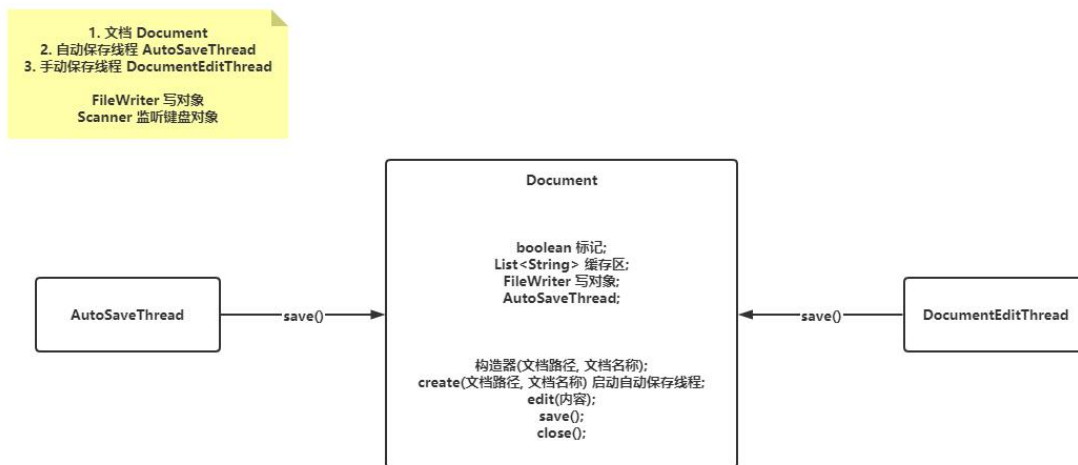 1. 文档 Document
2. 自动保存线程 AutoSaveThread
3. 手动保存线程 DocumentEditThread
FileWriter 写对象
Scanner 监听键盘对象
Document
boolean 标记;
List<String> 缓存区;
FileWriter 写对象;
AutoSaveThread;
AutoSaveThread
save()
save()
DocumentEditThread
构造器(文档路径, 文档名称);
create(文档路径, 文档名称) 启动自动保存线程;
edit(内容);
save();
close();